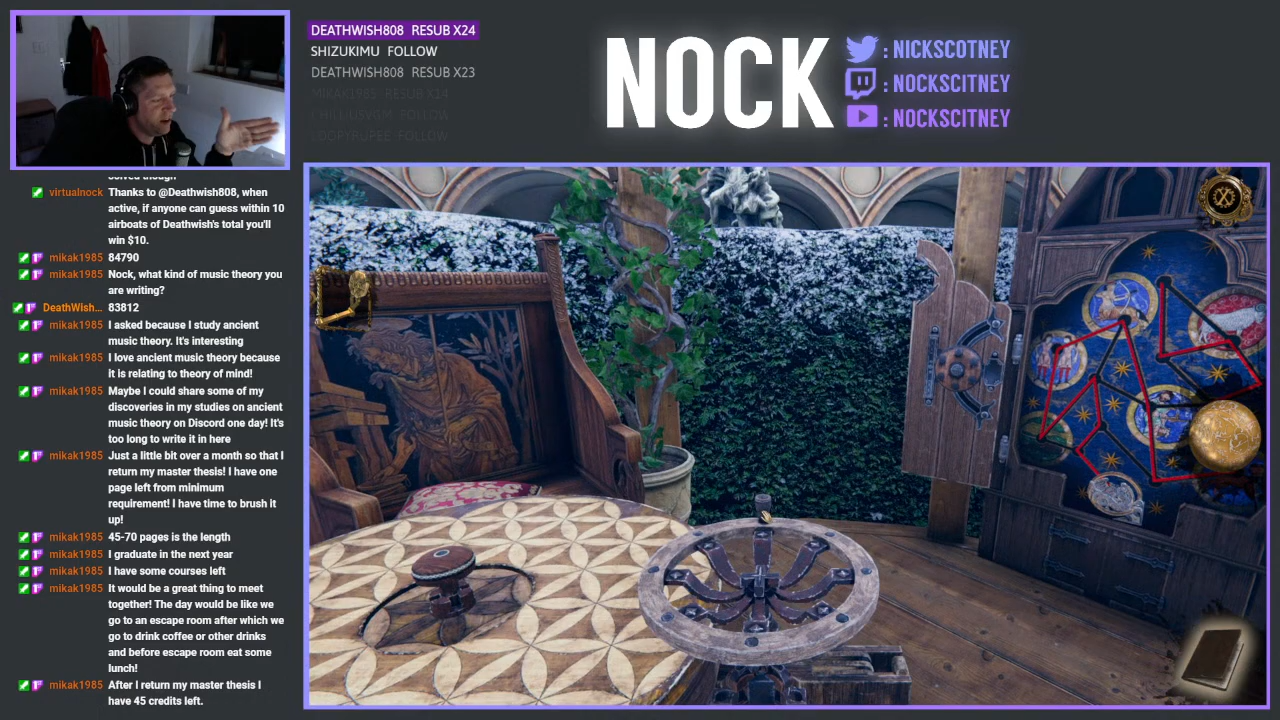 DEATHWISH808 RESUB X24
SHIZUKIMU FOLLOW
DEATHWISH808 RESUB X23
MIKAK1985 RESUB X14
LOOPYRUPEE FOLLOW
NOCK
: NICKSCOTNEY
: NOCKSCITNEY
: NOCKSCITNEY
solved though
virtualnock Thanks to @Deathwish808, when
active, if anyone can guess within 10
airboats of Deathwish's total you'll
win $10.
mikak1985 84790
mikak1985 Nock, what kind of music theory you
are writing?
DeathWish... 83812
mikak1985 I asked because I study ancient
music theory. It's interesting
mikak1985 I love ancient music theory because
it is relating to theory of mind!
mikak1985 Maybe I could share some of my
discoveries in my studies on ancient
music theory on Discord one day! It's
too long to write it in here
mikak1985 Just a little bit over a month so that I
return my master thesis! I have one
page left from minimum
requirement! I have time to brush it
up!
mikak1985 45-70 pages is the length
mikak1985 I graduate in the next year
mikak1985 I have some courses left
mikak1985 It would be a great thing to meet
together! The day would be like we
go to an escape room after which we
go to drink coffee or other drinks
and before escape room eat some
lunch!
mikak1985 After I return my master thesis I
have 45 credits left.